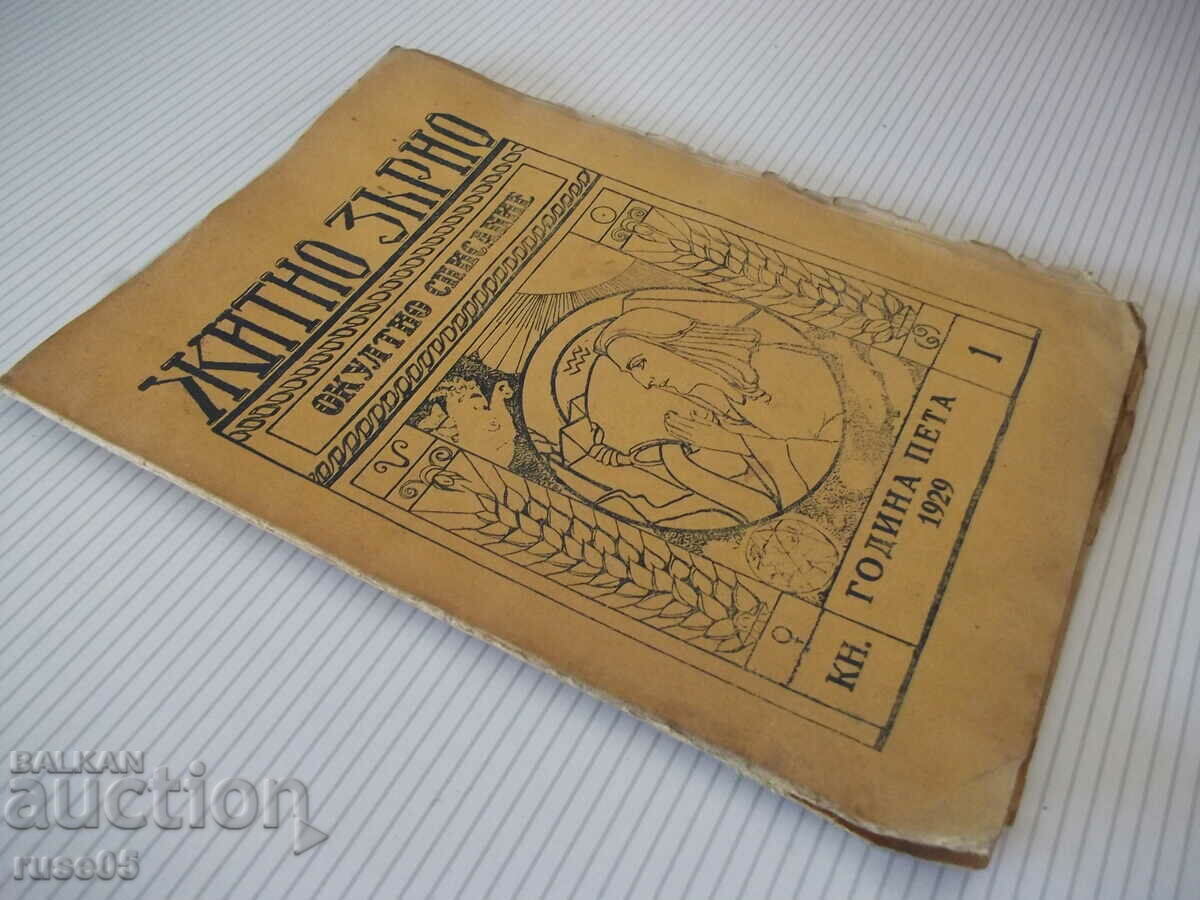 ЖИТНО ЗЪРНО
ОКУЛТНО СПИСАНИЕ
КН.
ГОДИНА ПЕТА
1929
1
BALKAN
auction
ruse05